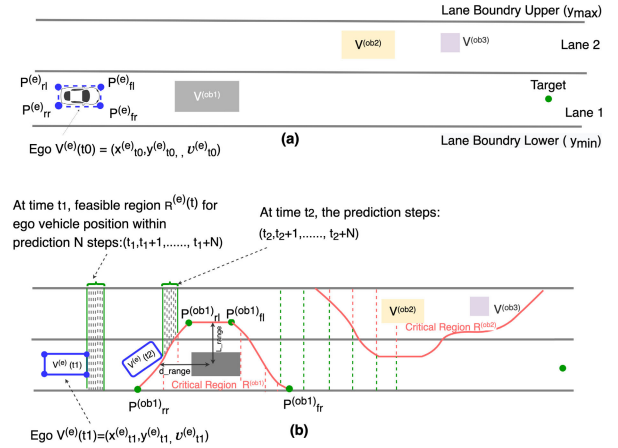 Lane Boundry Upper (ymax)
V(ob2)
V(ob3)
Lane 2
P(e)rl
P(e)fl
V(ob1)
Target
P(e)rr
P(e)fr
Lane 1
Ego V(e)(t0) = (x(e)t0,y(e)t0, , v(e)t0)
(a)
Lane Boundry Lower ( ymin)
At time t1, feasible region R(e)(t) for
ego vehicle position within
prediction N steps:(t1,t1+1,......, t1+N)
At time t2, the prediction steps:
(t2,t2+1,......, t2+N)
P(ob1)rl
P(ob1)fl
V(ob2)
V(ob3)
Critical Region R(ob2)
L_range
V(e) (t1)
V(e) (t2)
d_range
Critical Region R(ob1)
P(ob1)rr
P(ob1)fr
Ego V(e)(t1)=(x(e)t1,y(e)t1, v(e)t1)
(b)